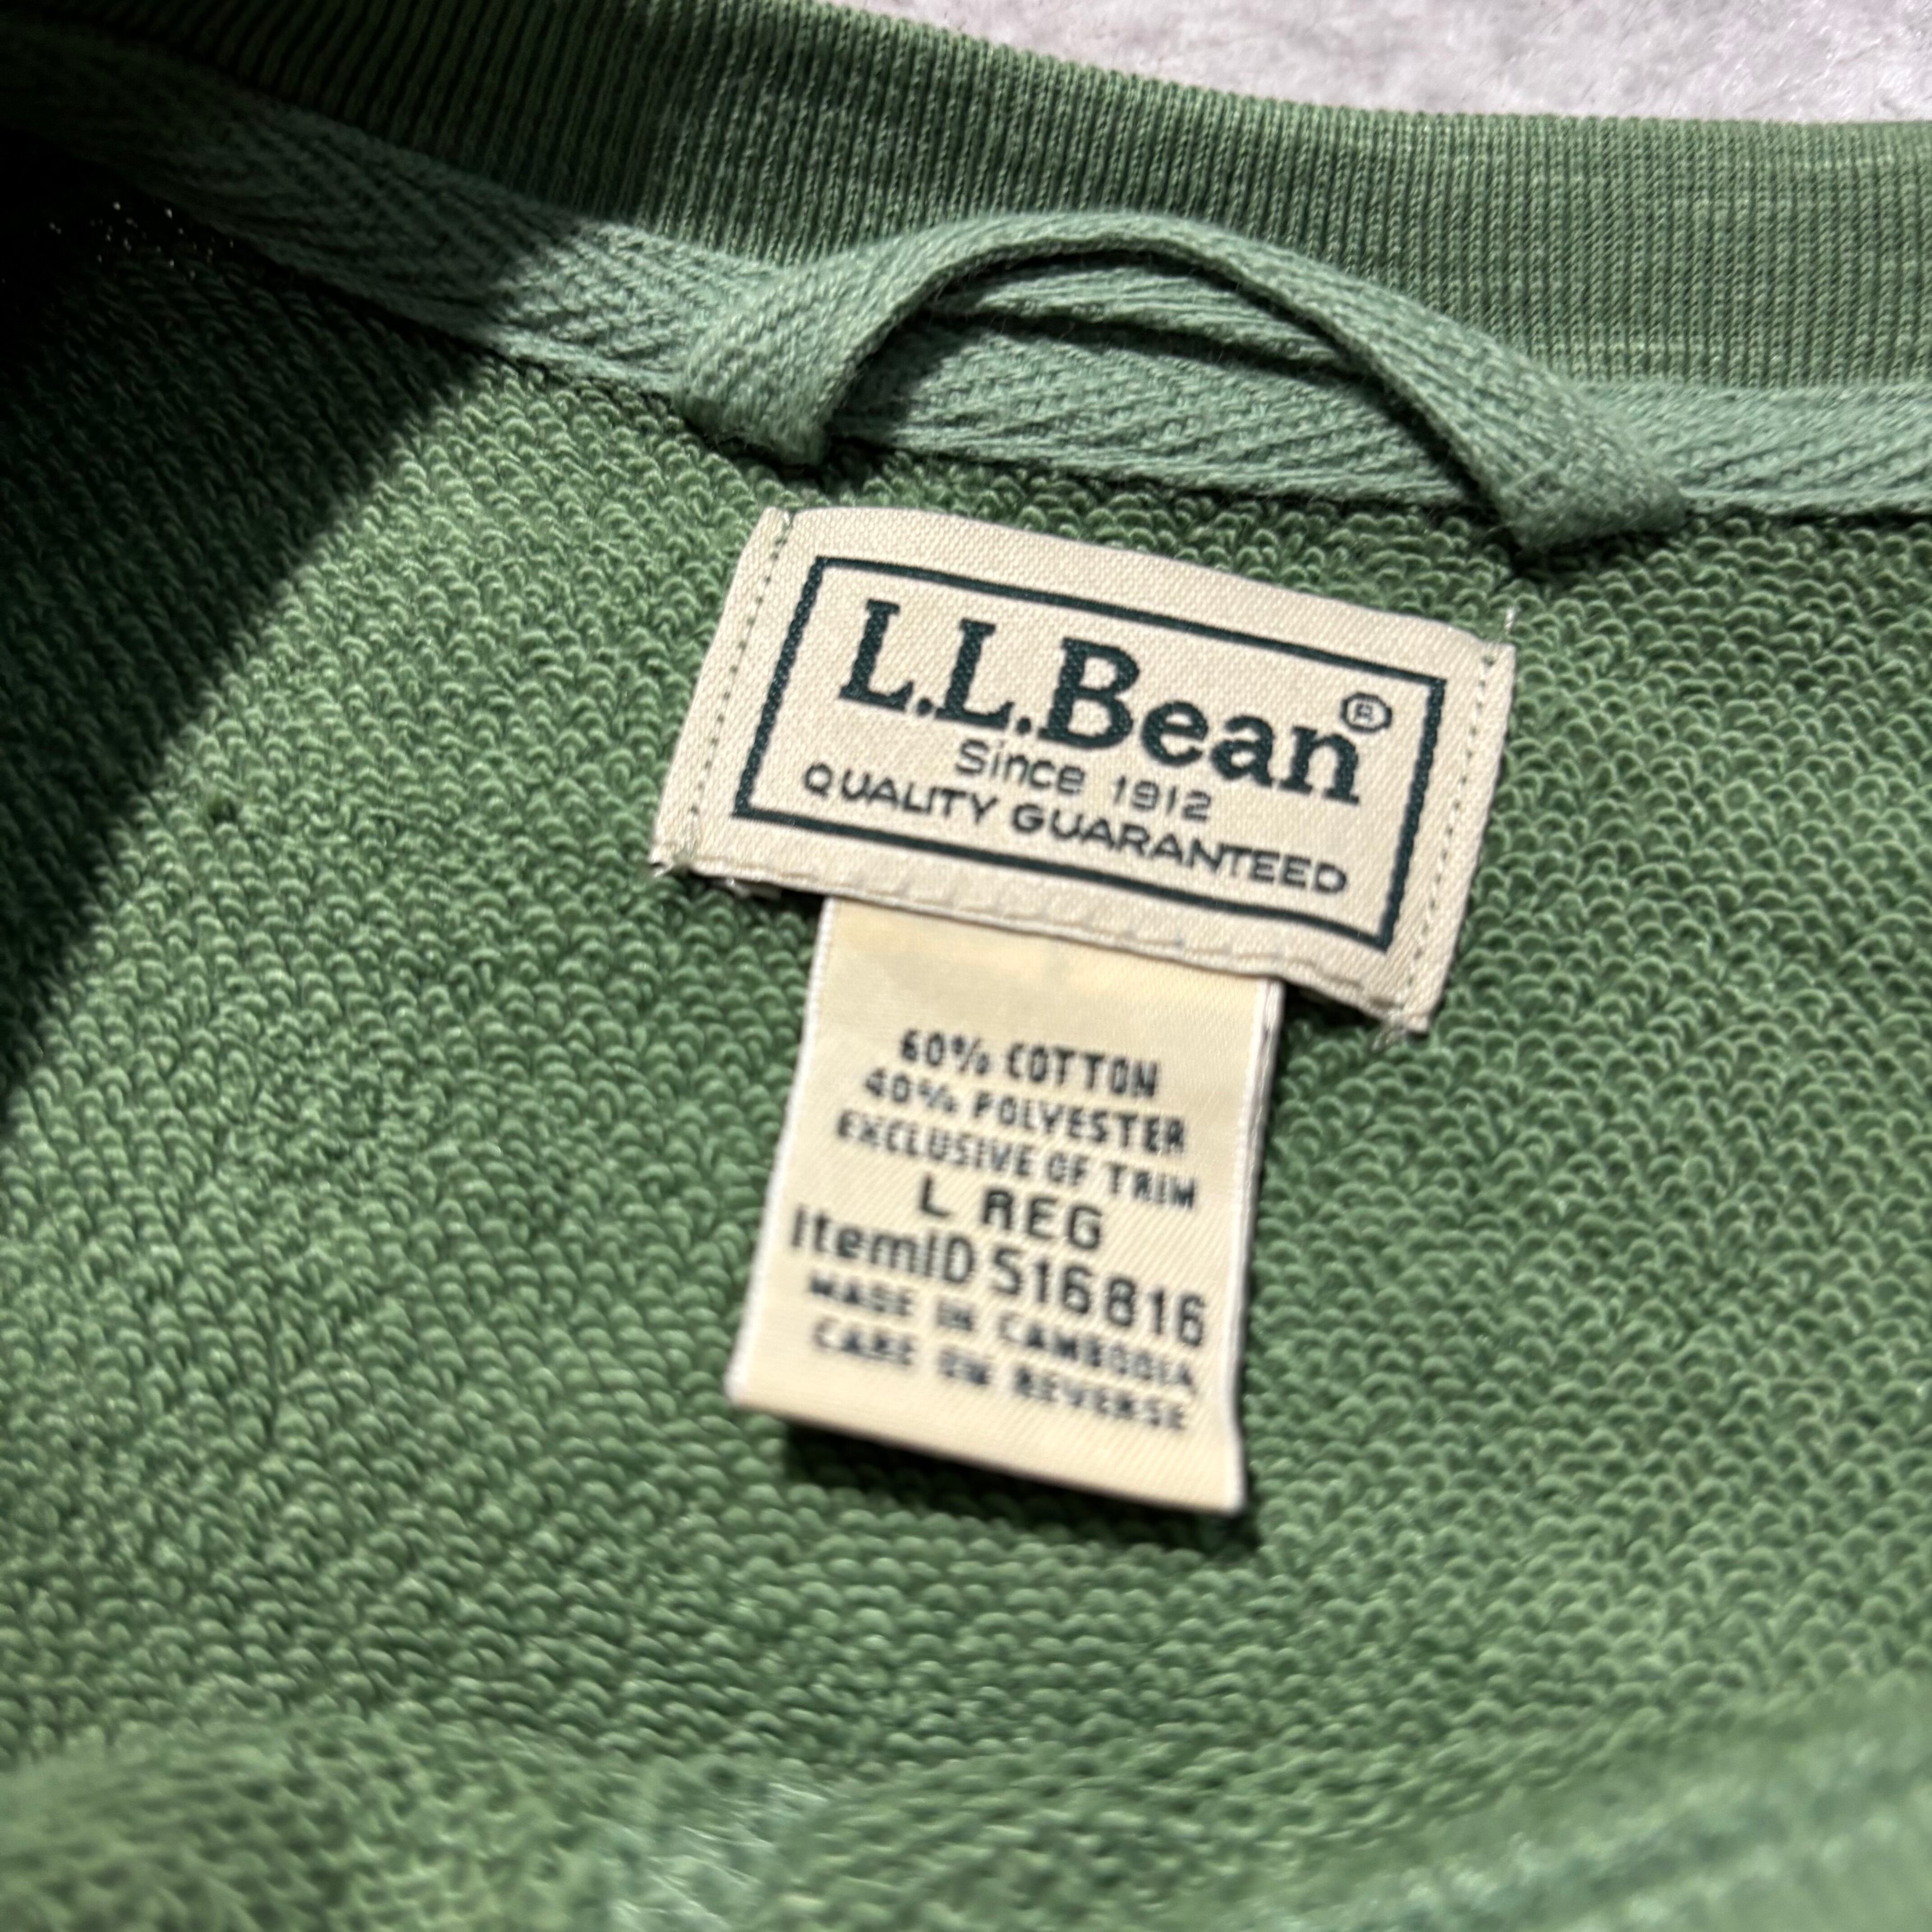 L.L.Bean®
Since 1912
QUALITY GUARANTEED
60% COTTON
40% POLYESTER
EXCLUSIVE OF TRIM
L REG
ItemID 516816
MADE IN CAMBODIA
CARE ON REVERSE